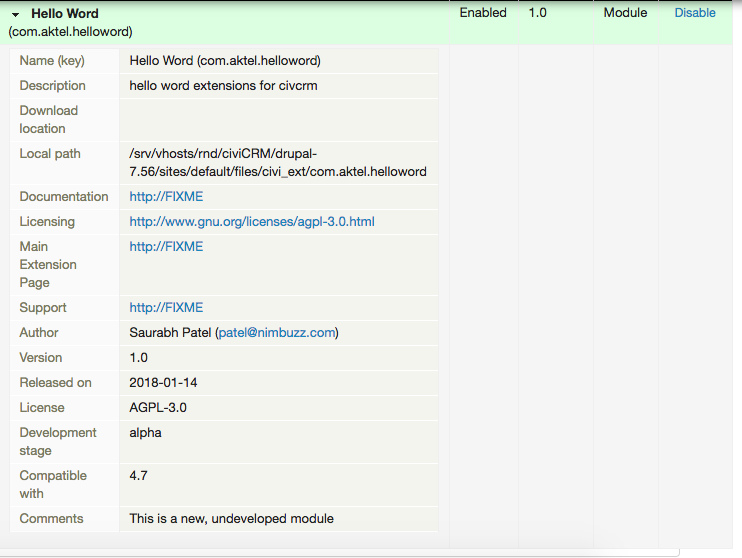 Hello Word Enabled 1.0 Module Disable
(com.aktel.helloword)
Name (key) Hello Word (com.aktel.helloword)
Description hello word extensions for civcrm
Download
location
Local path /srv/vhosts/rnd/civiCRM/drupal-
7.56/sites/default/files/civi_ext/com.aktel.helloword
Documentation http://FIXME
Licensing http://www.gnu.org/licenses/agpl-3.0.html
Main http://FIXME
Extension
Page
Support http://FIXME
Author Saurabh Patel (patel@nimbuzz.com)
Version 1.0
Released on 2018-01-14
License AGPL-3.0
Development alpha
stage
Compatible 4.7
with
Comments This is a new, undeveloped module